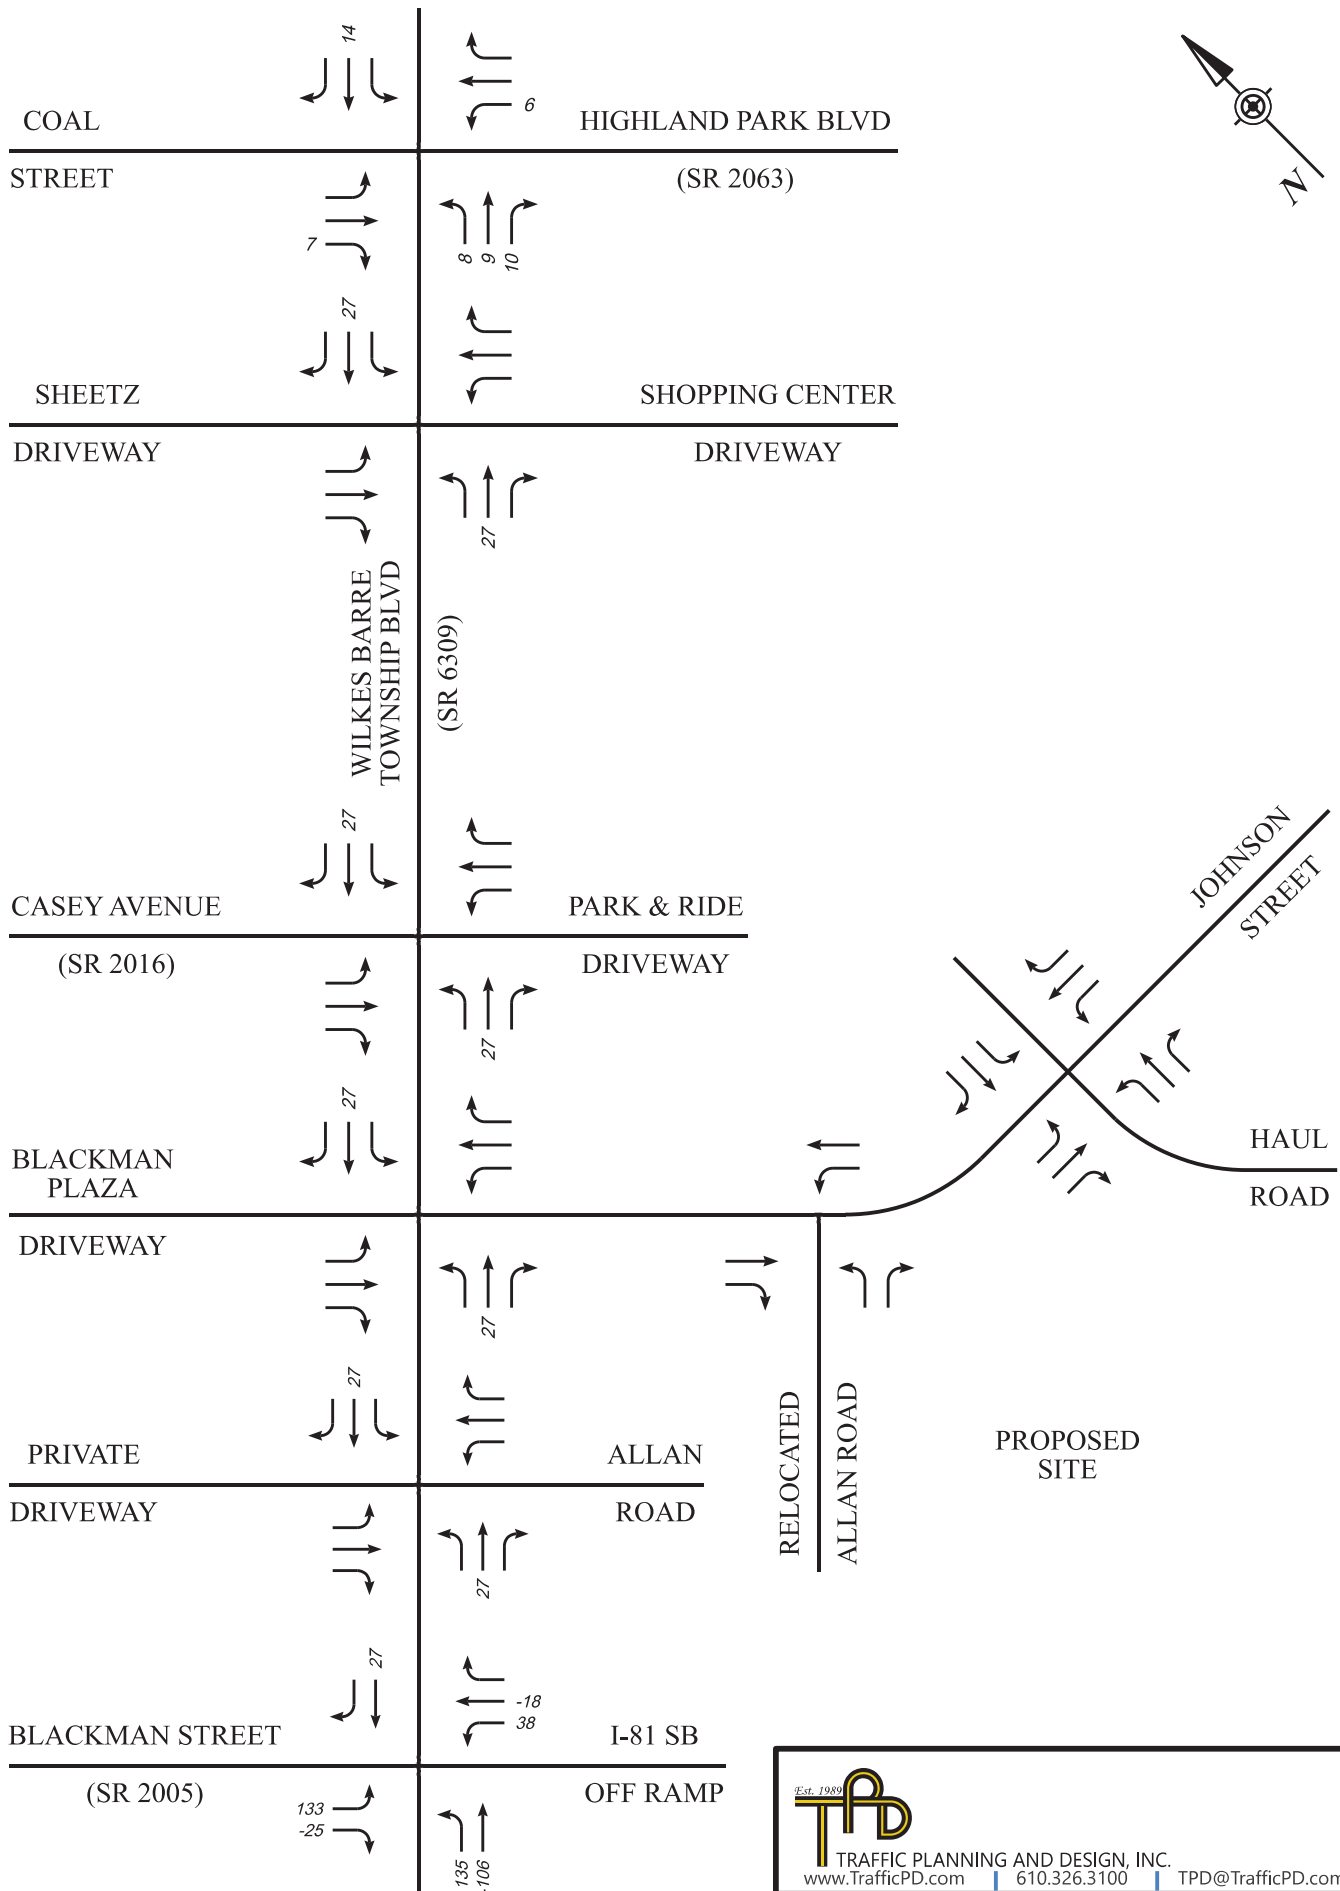 14
6
COAL
HIGHLAND PARK BLVD
STREET
(SR 2063)
N
7
8
9
10
27
SHEETZ
SHOPPING CENTER
DRIVEWAY
DRIVEWAY
27
WILKES BARRE
TOWNSHIP BLVD
(SR 6309)
27
CASEY AVENUE
PARK & RIDE
(SR 2016)
DRIVEWAY
27
JOHNSON
STREET
27
BLACKMAN
PLAZA
DRIVEWAY
HAUL
ROAD
27
27
PRIVATE
ALLAN
DRIVEWAY
ROAD
RELOCATED
ALLAN ROAD
PROPOSED
SITE
27
27
-18
38
BLACKMAN STREET
I-81 SB
(SR 2005)
OFF RAMP
133
-25
135
-106
Est. 1989
TPD
TRAFFIC PLANNING AND DESIGN, INC.
www.TrafficPD.com | 610.326.3100 | TPD@TrafficPD.com